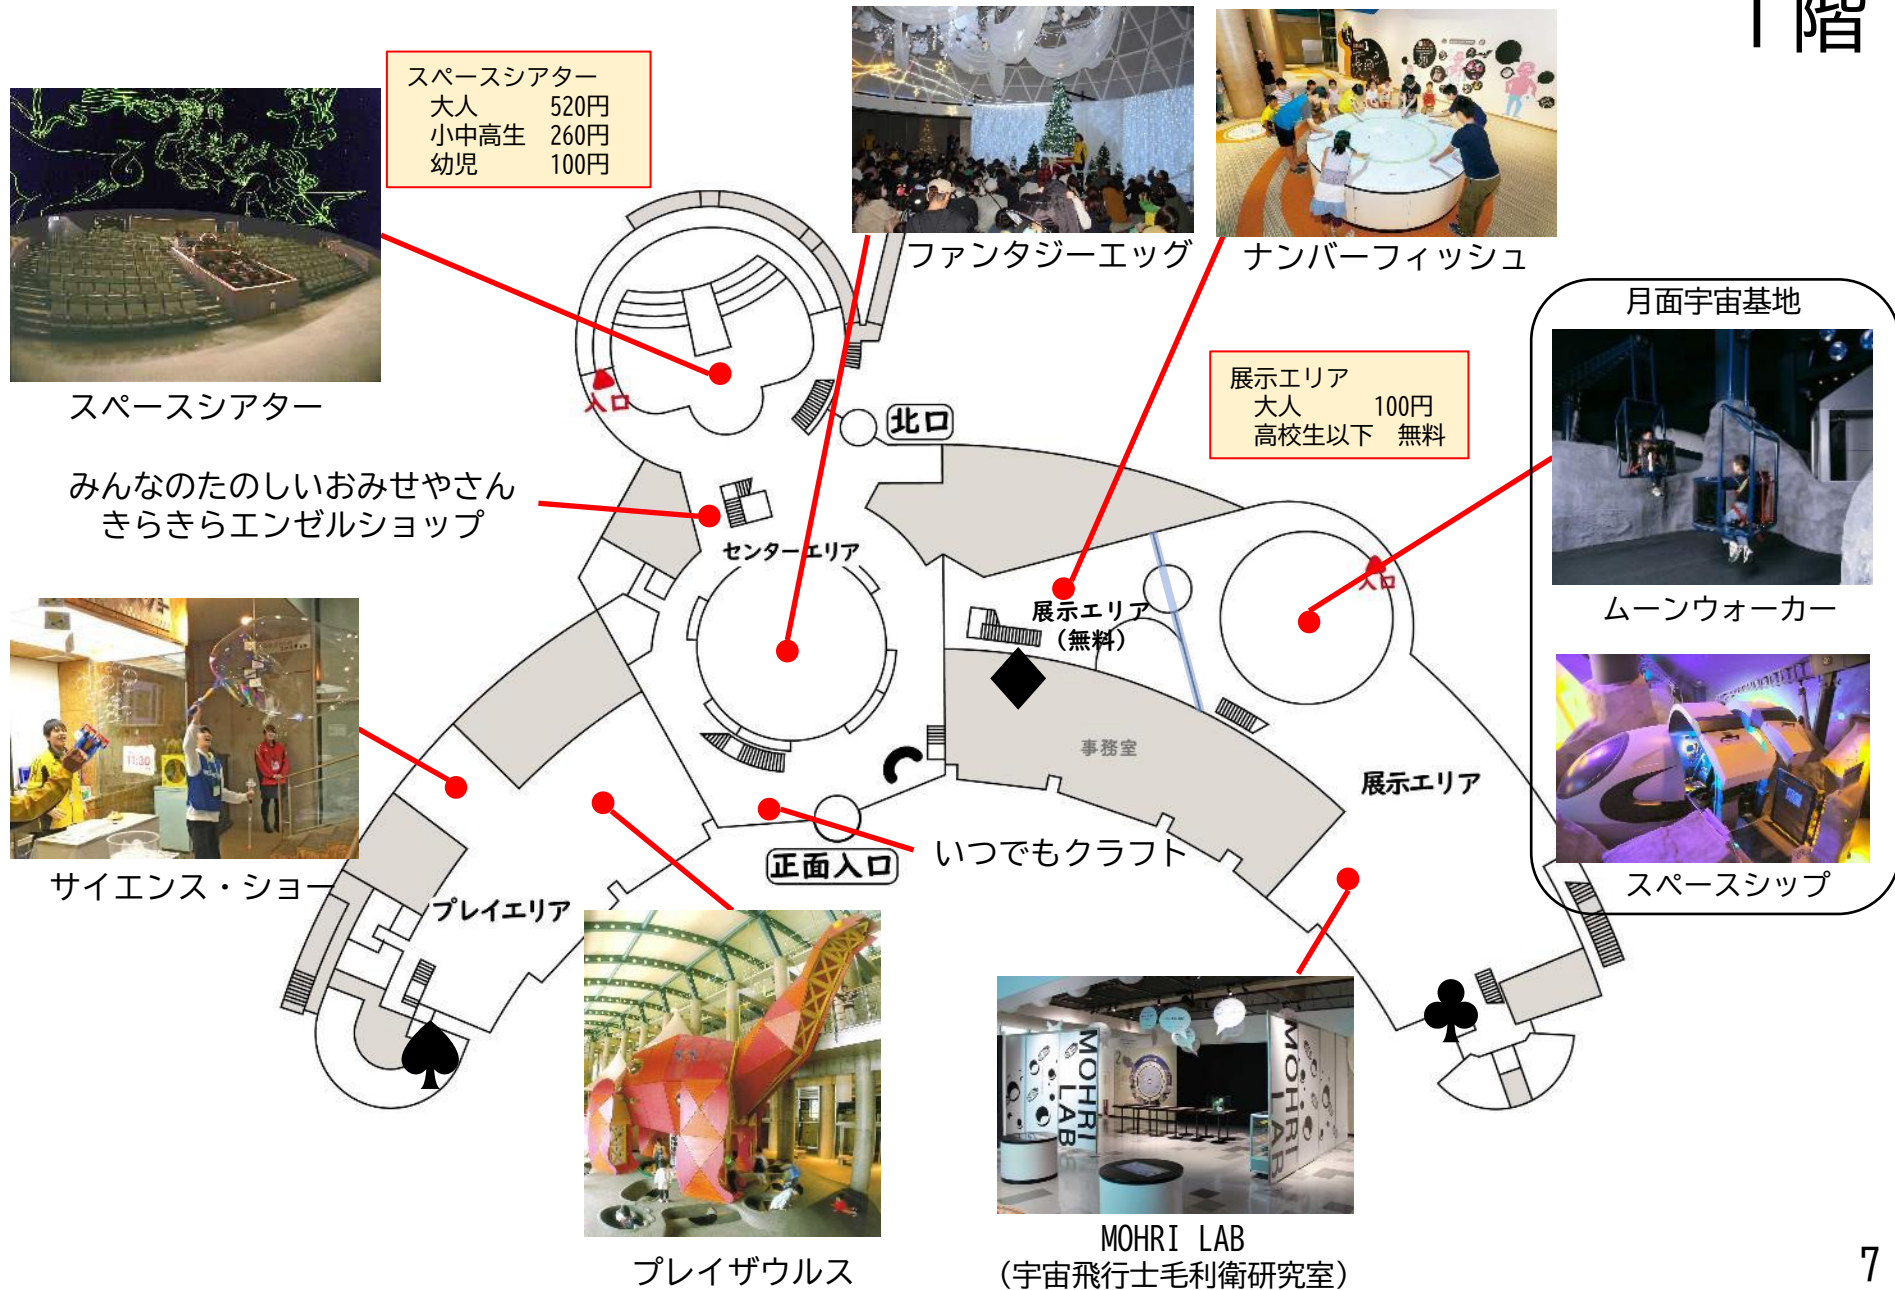 1階
スペースシアター
大人 520円
小中高生 260円
幼児 100円
スペースシアター
ファンタジーエッグ
ナンバーフィッシュ
月面宇宙基地
展示エリア
大人 100円
高校生以下 無料
入口
北口
みんなのたのしいおみせやさん
きらきらエンゼルショップ
センターエリア
入口
展示エリア
(無料)
ムーンウォーカー
11:30
事務室
展示エリア
いつでもクラフト
正面入口
スペースシップ
サイエンス・ショー
プレイエリア
MOHRI LAB
MOHRI LAB
プレイザウルス
MOHRI LAB
(宇宙飛行士毛利衛研究室)
7